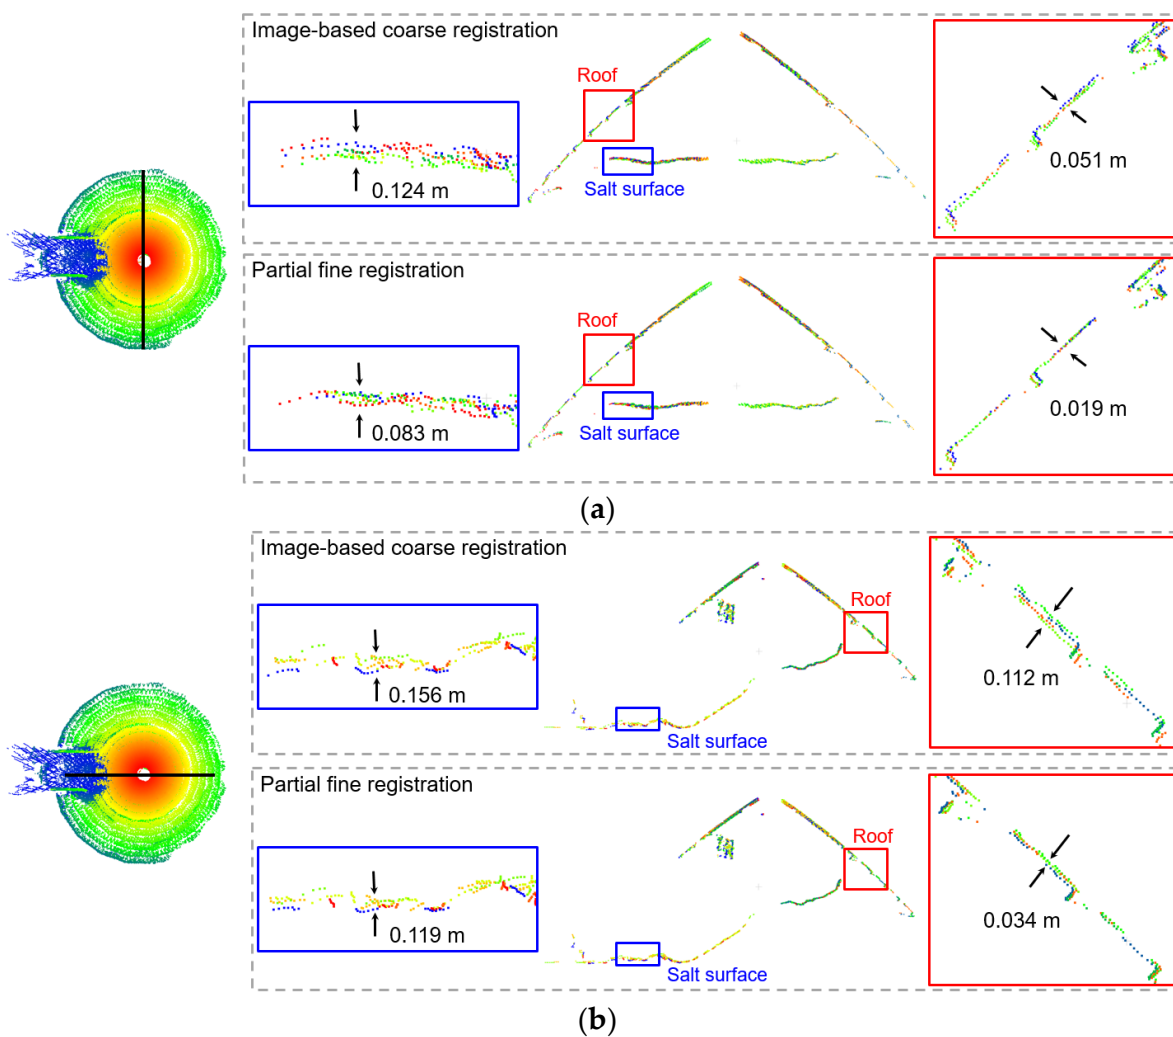 Image-based coarse registration
Roof
0.124 m
Salt surface
0.051 m
Partial fine registration
Roof
0.083 m
Salt surface
0.019 m
(a)
Image-based coarse registration
Roof
0.156 m
Salt surface
0.112 m
Partial fine registration
Roof
0.119 m
Salt surface
0.034 m
(b)